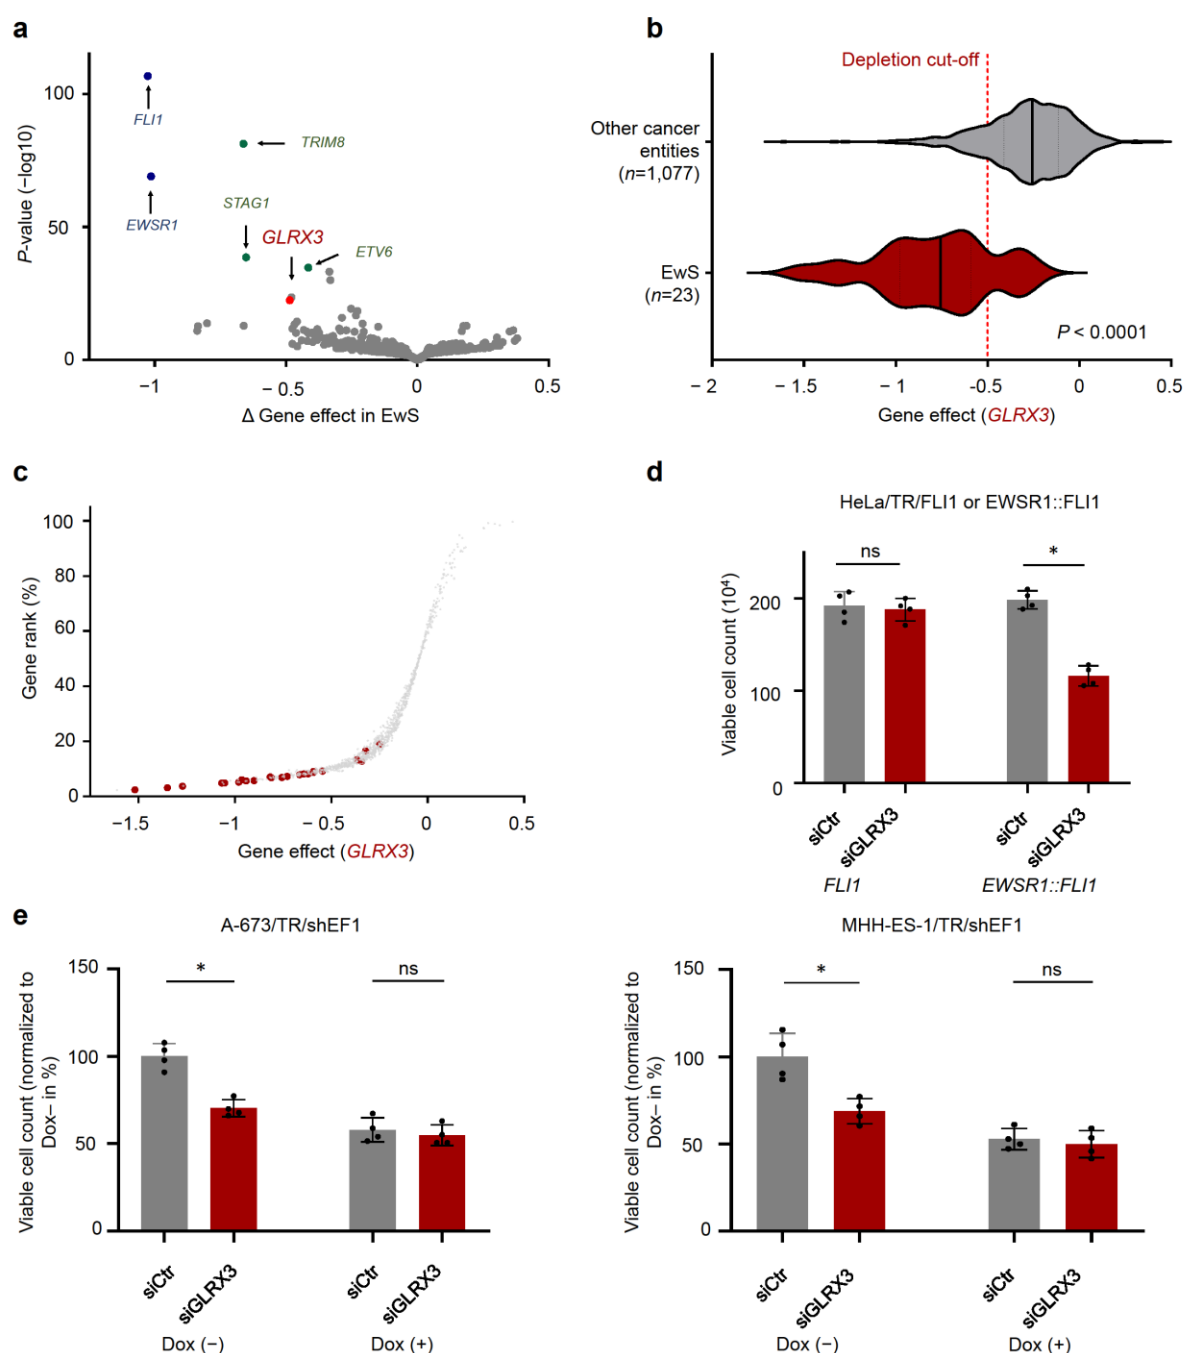 a
P-value (−log10)
100
50
0
FLI1
EWSR1
TRIM8
STAG1
GLRX3
ETV6
−1
− 0.5
0
0.5
Δ Gene effect in EwS
b
Depletion cut-off
Other cancer
entities
(n=1,077)
EwS
(n=23)
P < 0.0001
− 2
− 1.5
− 1
-0.5
0
0.5
Gene effect (GLRX3)
c
Gene rank (%)
100
80
60
40
20
0
−1.5
−1
− 0.5
0
0.5
Gene effect (GLRX3)
d
HeLa/TR/FLI1 or EWSR1::FLI1
Viable cell count (10⁴)
200
100
0
ns
*
siCtr
siGLRX3
siCtr
siGLRX3
FLI1
EWSR1::FLI1
e
A-673/TR/shEF1
Viable cell count (normalized to
Dox− in %)
150
100
50
0
*
ns
siCtr
siGLRX3
siCtr
siGLRX3
Dox (−)
Dox (+)
MHH-ES-1/TR/shEF1
Viable cell count (normalized to
Dox− in %)
150
100
50
0
*
ns
siCtr
siGLRX3
siCtr
siGLRX3
Dox (−)
Dox (+)